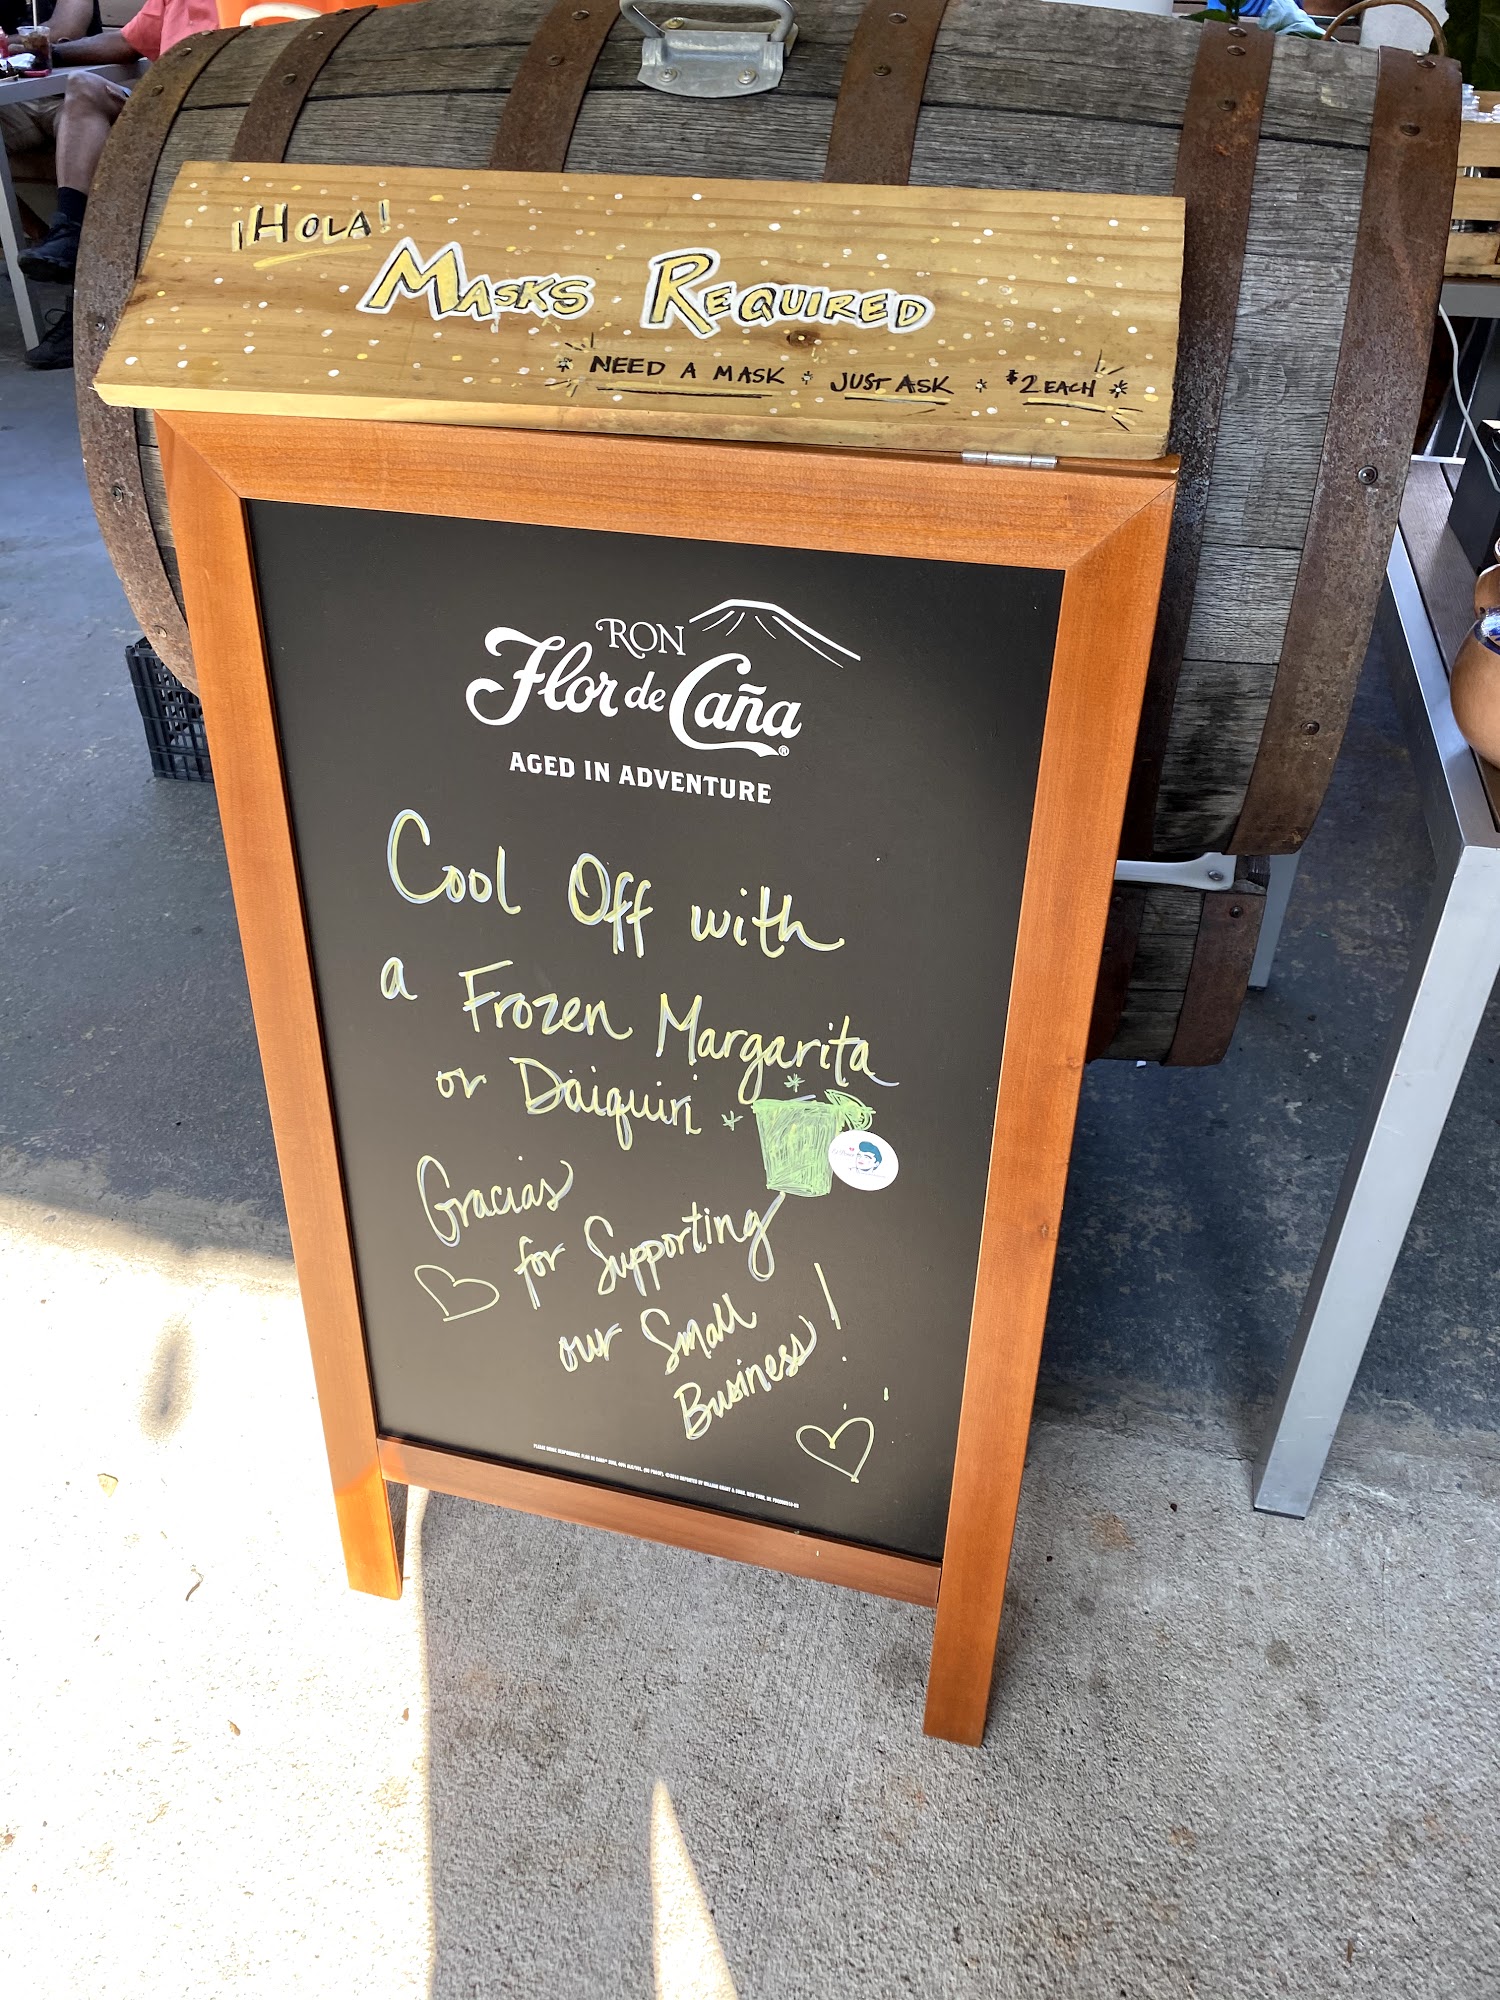 ¡HOLA!
MASKS REQUIRED
NEED A MASK * JUST ASK * $2 EACH *
RON
Flor de Caña®
AGED IN ADVENTURE
Cool Off with
a Frozen Margarita
or Daiquiri
Gracias
for Supporting
our Small
Business!